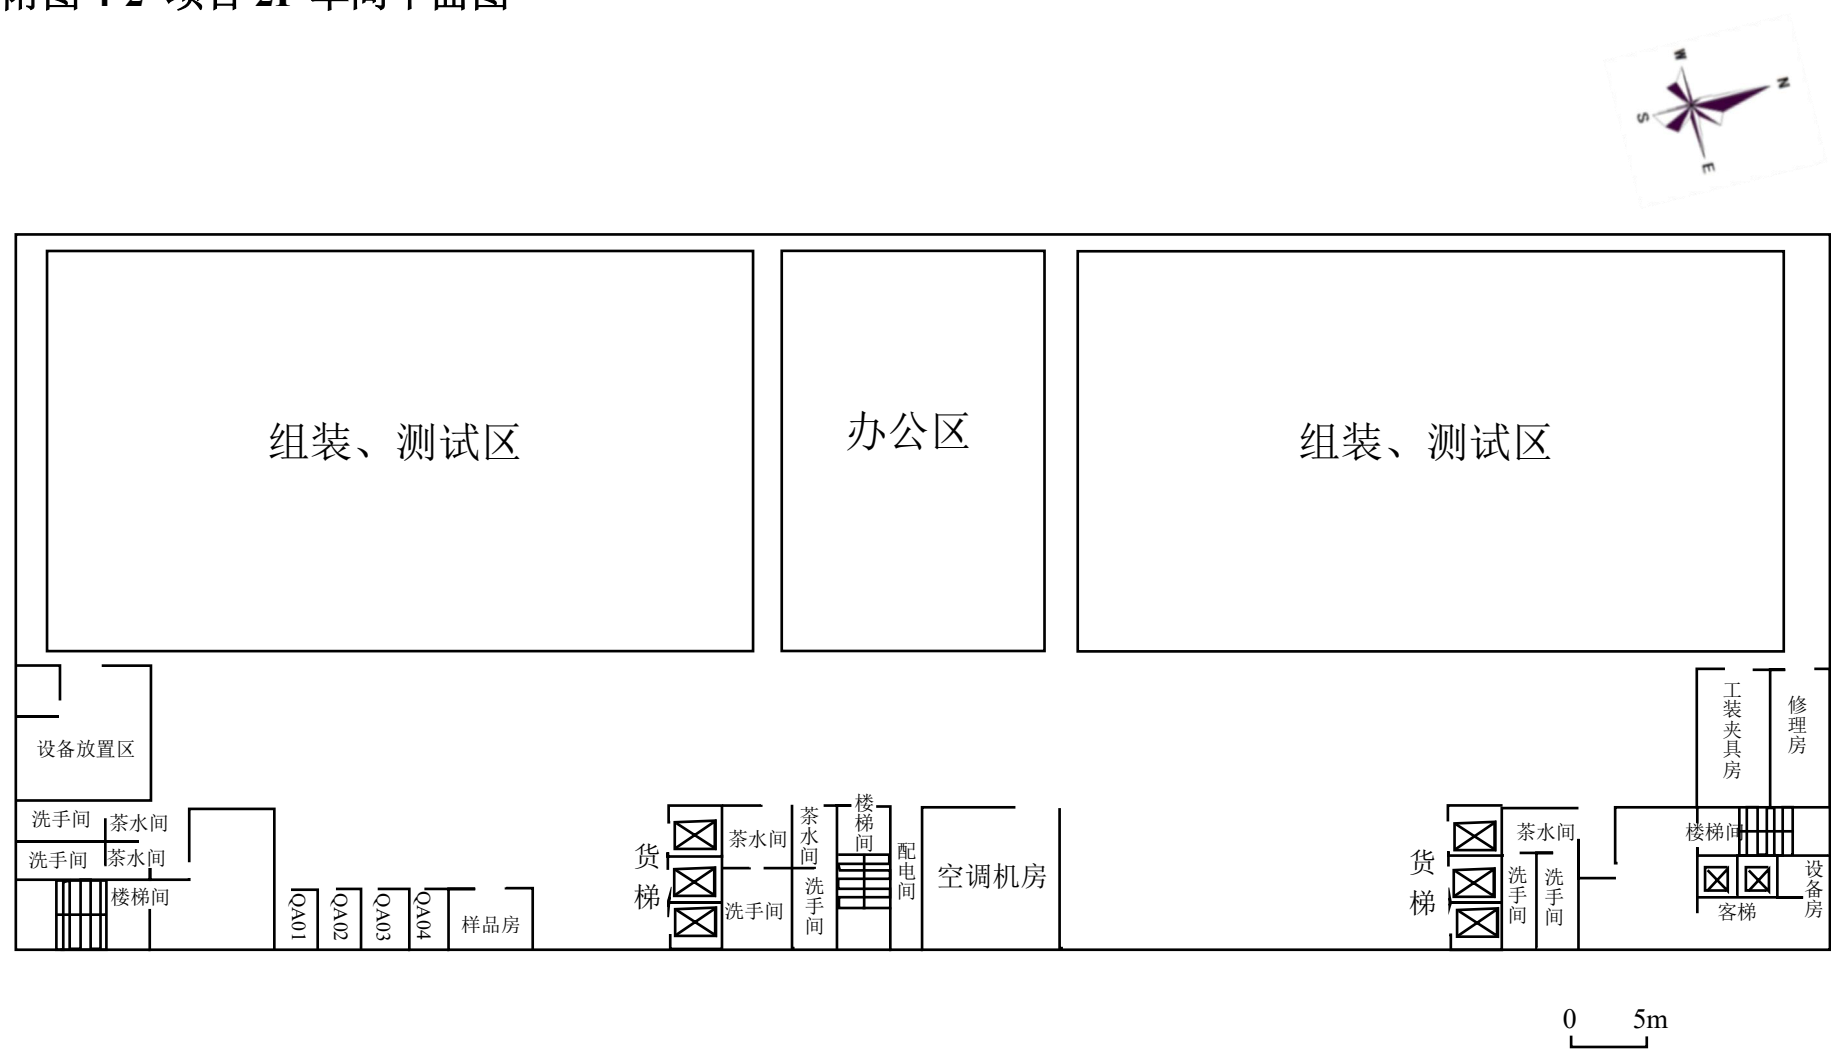 附图 4-2 项目 2F 车间平面图
W
N
S
E
组装、测试区
办公区
组装、测试区
设备放置区
工装夹具房
修理房
洗手间
茶水间
洗手间
茶水间
楼梯间
QA01
QA02
QA03
QA04
样品房
货梯
茶水间
洗手间
茶水间
洗手间
楼梯间
配电间
空调机房
货梯
茶水间
洗手间
洗手间
楼梯间
客梯
设备房
0
5m